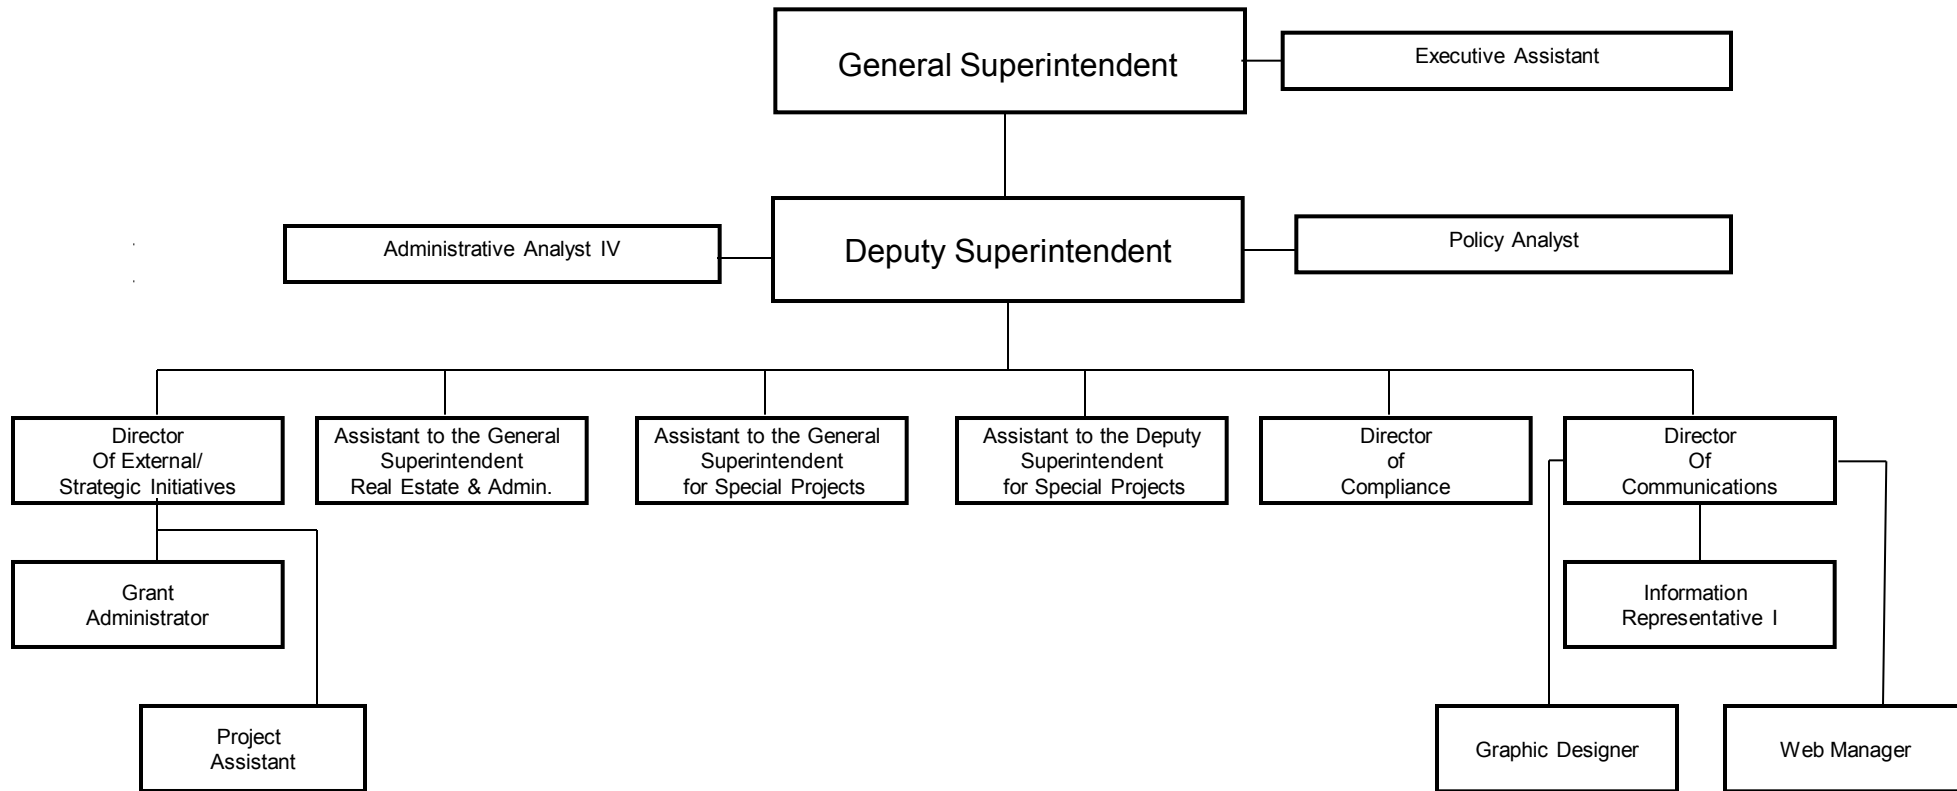 General Superintendent
Executive Assistant
Deputy Superintendent
Administrative Analyst IV
Policy Analyst
Director
Of External/
Strategic Initiatives
Assistant to the General
Superintendent
Real Estate & Admin.
Assistant to the General
Superintendent
for Special Projects
Assistant to the Deputy
Superintendent
for Special Projects
Director
of
Compliance
Director
Of
Communications
Grant
Administrator
Information
Representative I
Project
Assistant
Graphic Designer
Web Manager